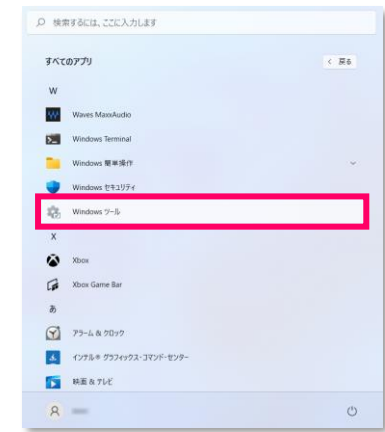 検索するには、ここに入力します
すべてのアプリ
< 戻る
W
Waves MaxxAudio
Windows Terminal
Windows 簡単操作
Windows セキュリティ
Windows ツール
X
Xbox
Xbox Game Bar
あ
アラーム & クロック
インテル® グラフィックス・コマンド・センター
映画 & テレビ